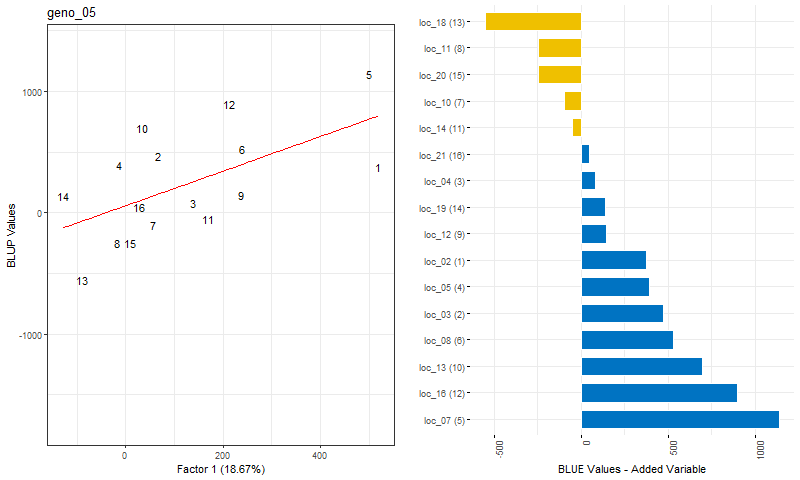 geno_05
BLUP Values
1000
0
-1000
5
12
10
6
2
4
1
14
9
3
16
11
7
8
15
13
0
200
400
Factor 1 (18.67%)
loc_18 (13)
loc_11 (8)
loc_20 (15)
loc_10 (7)
loc_14 (11)
loc_21 (16)
loc_04 (3)
loc_19 (14)
loc_12 (9)
loc_02 (1)
loc_05 (4)
loc_03 (2)
loc_08 (6)
loc_13 (10)
loc_16 (12)
loc_07 (5)
-500
0
500
1000
BLUE Values - Added Variable